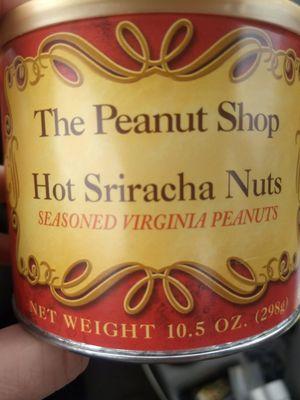 The Peanut Shop
Hot Sriracha Nuts
SEASONED VIRGINIA PEANUTS
NET WEIGHT 10.5 OZ. (298g)